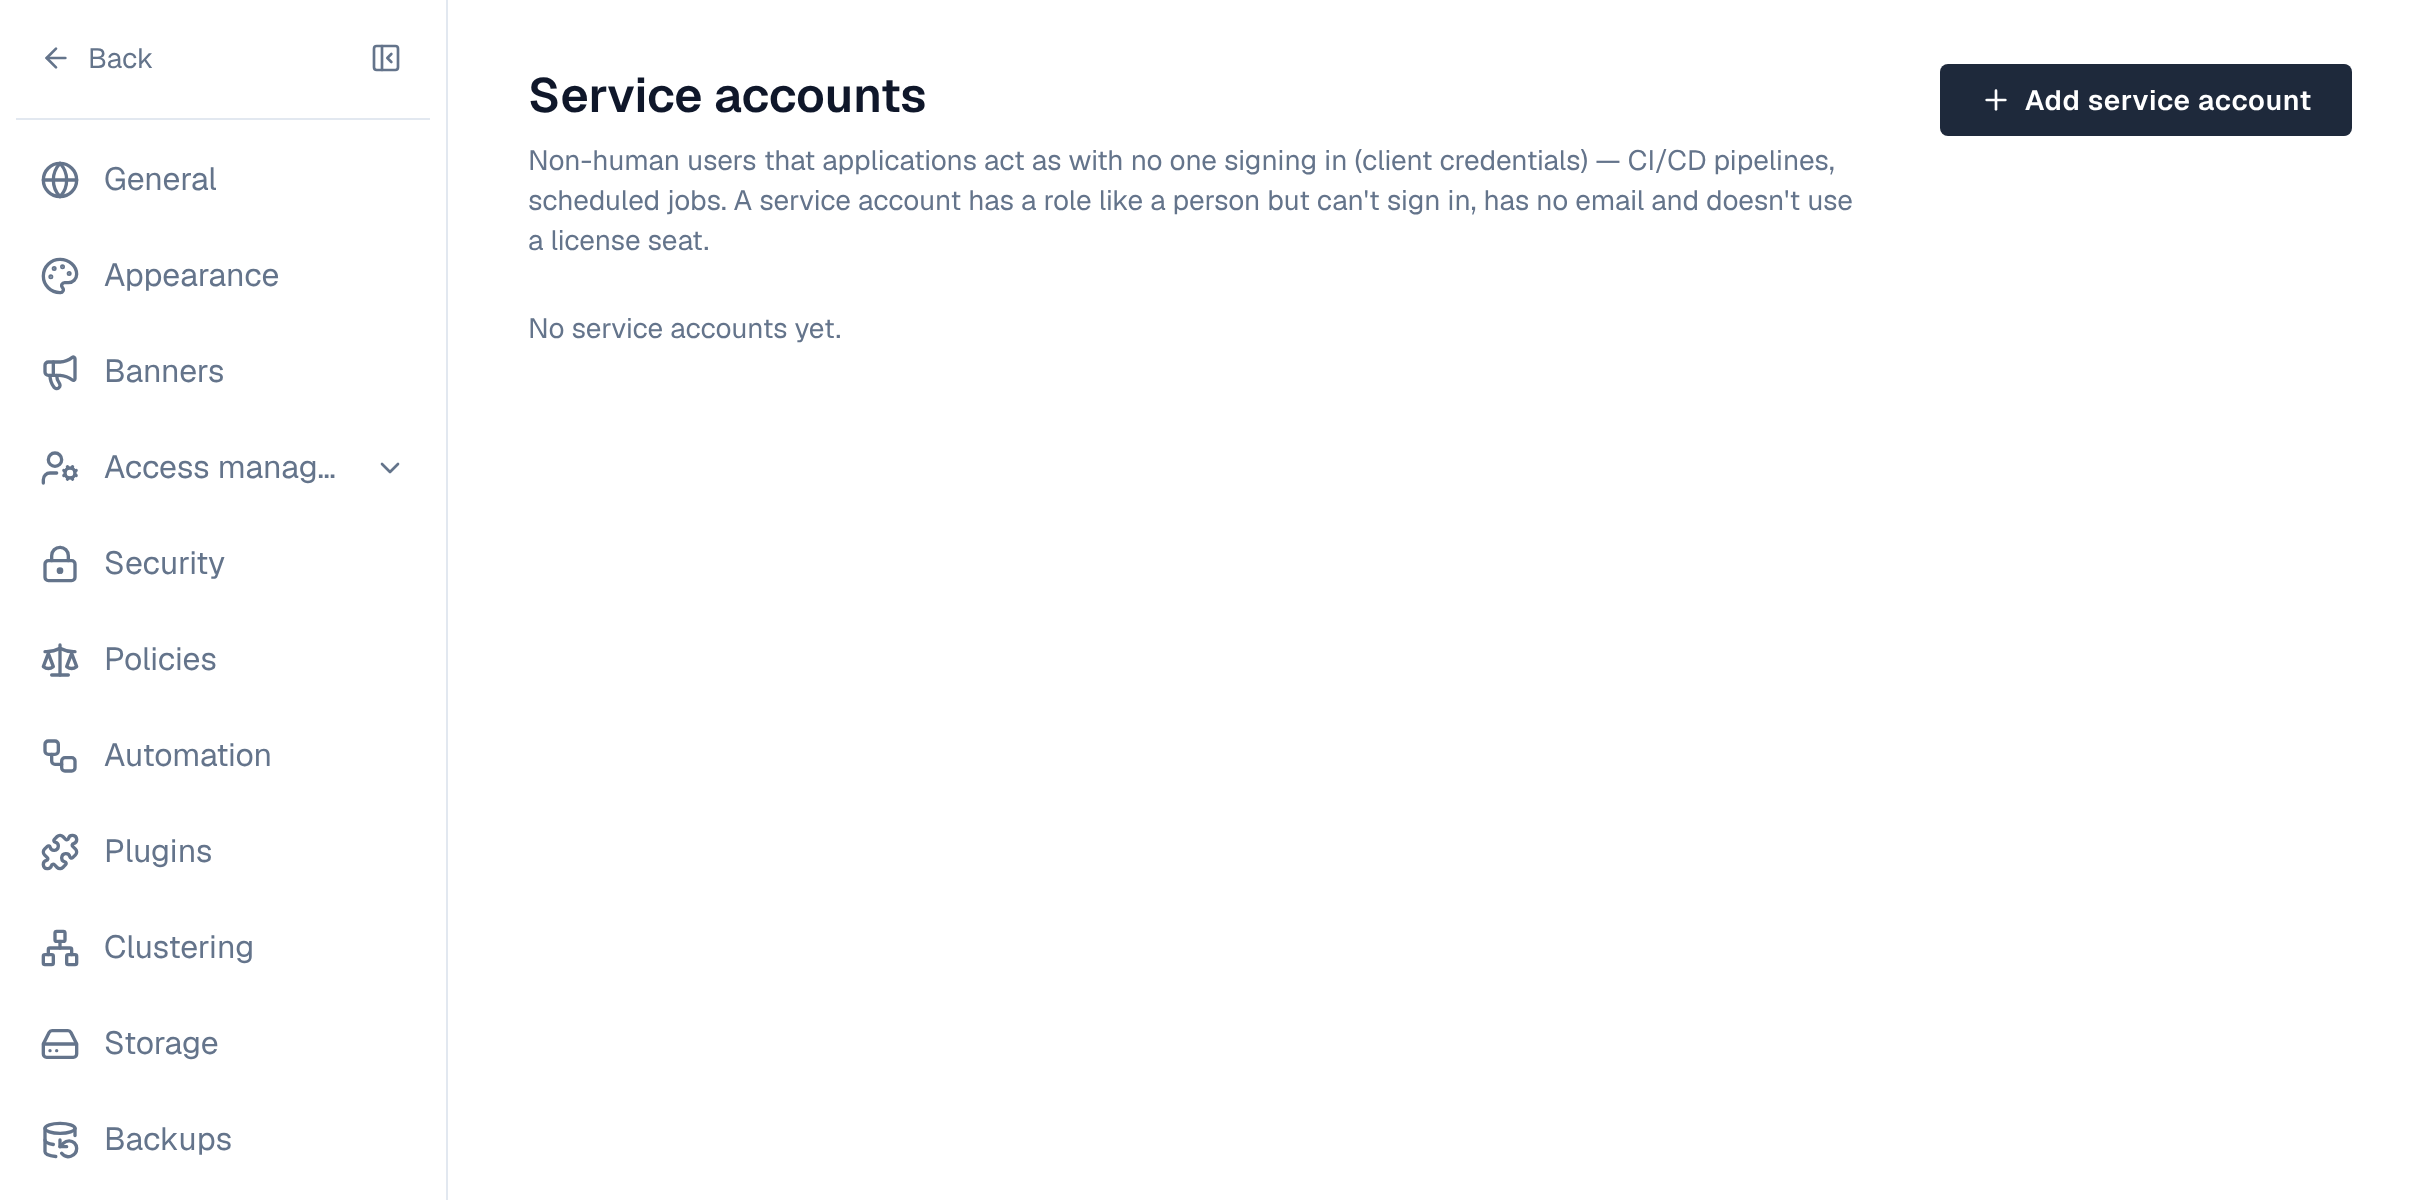 Back
General
Appearance
Banners
Access manag...
Security
Policies
Automation
Plugins
Clustering
Storage
Backups
Service accounts
Add service account
Non-human users that applications act as with no one signing in (client credentials) — CI/CD pipelines,
scheduled jobs. A service account has a role like a person but can't sign in, has no email and doesn't use
a license seat.
No service accounts yet.